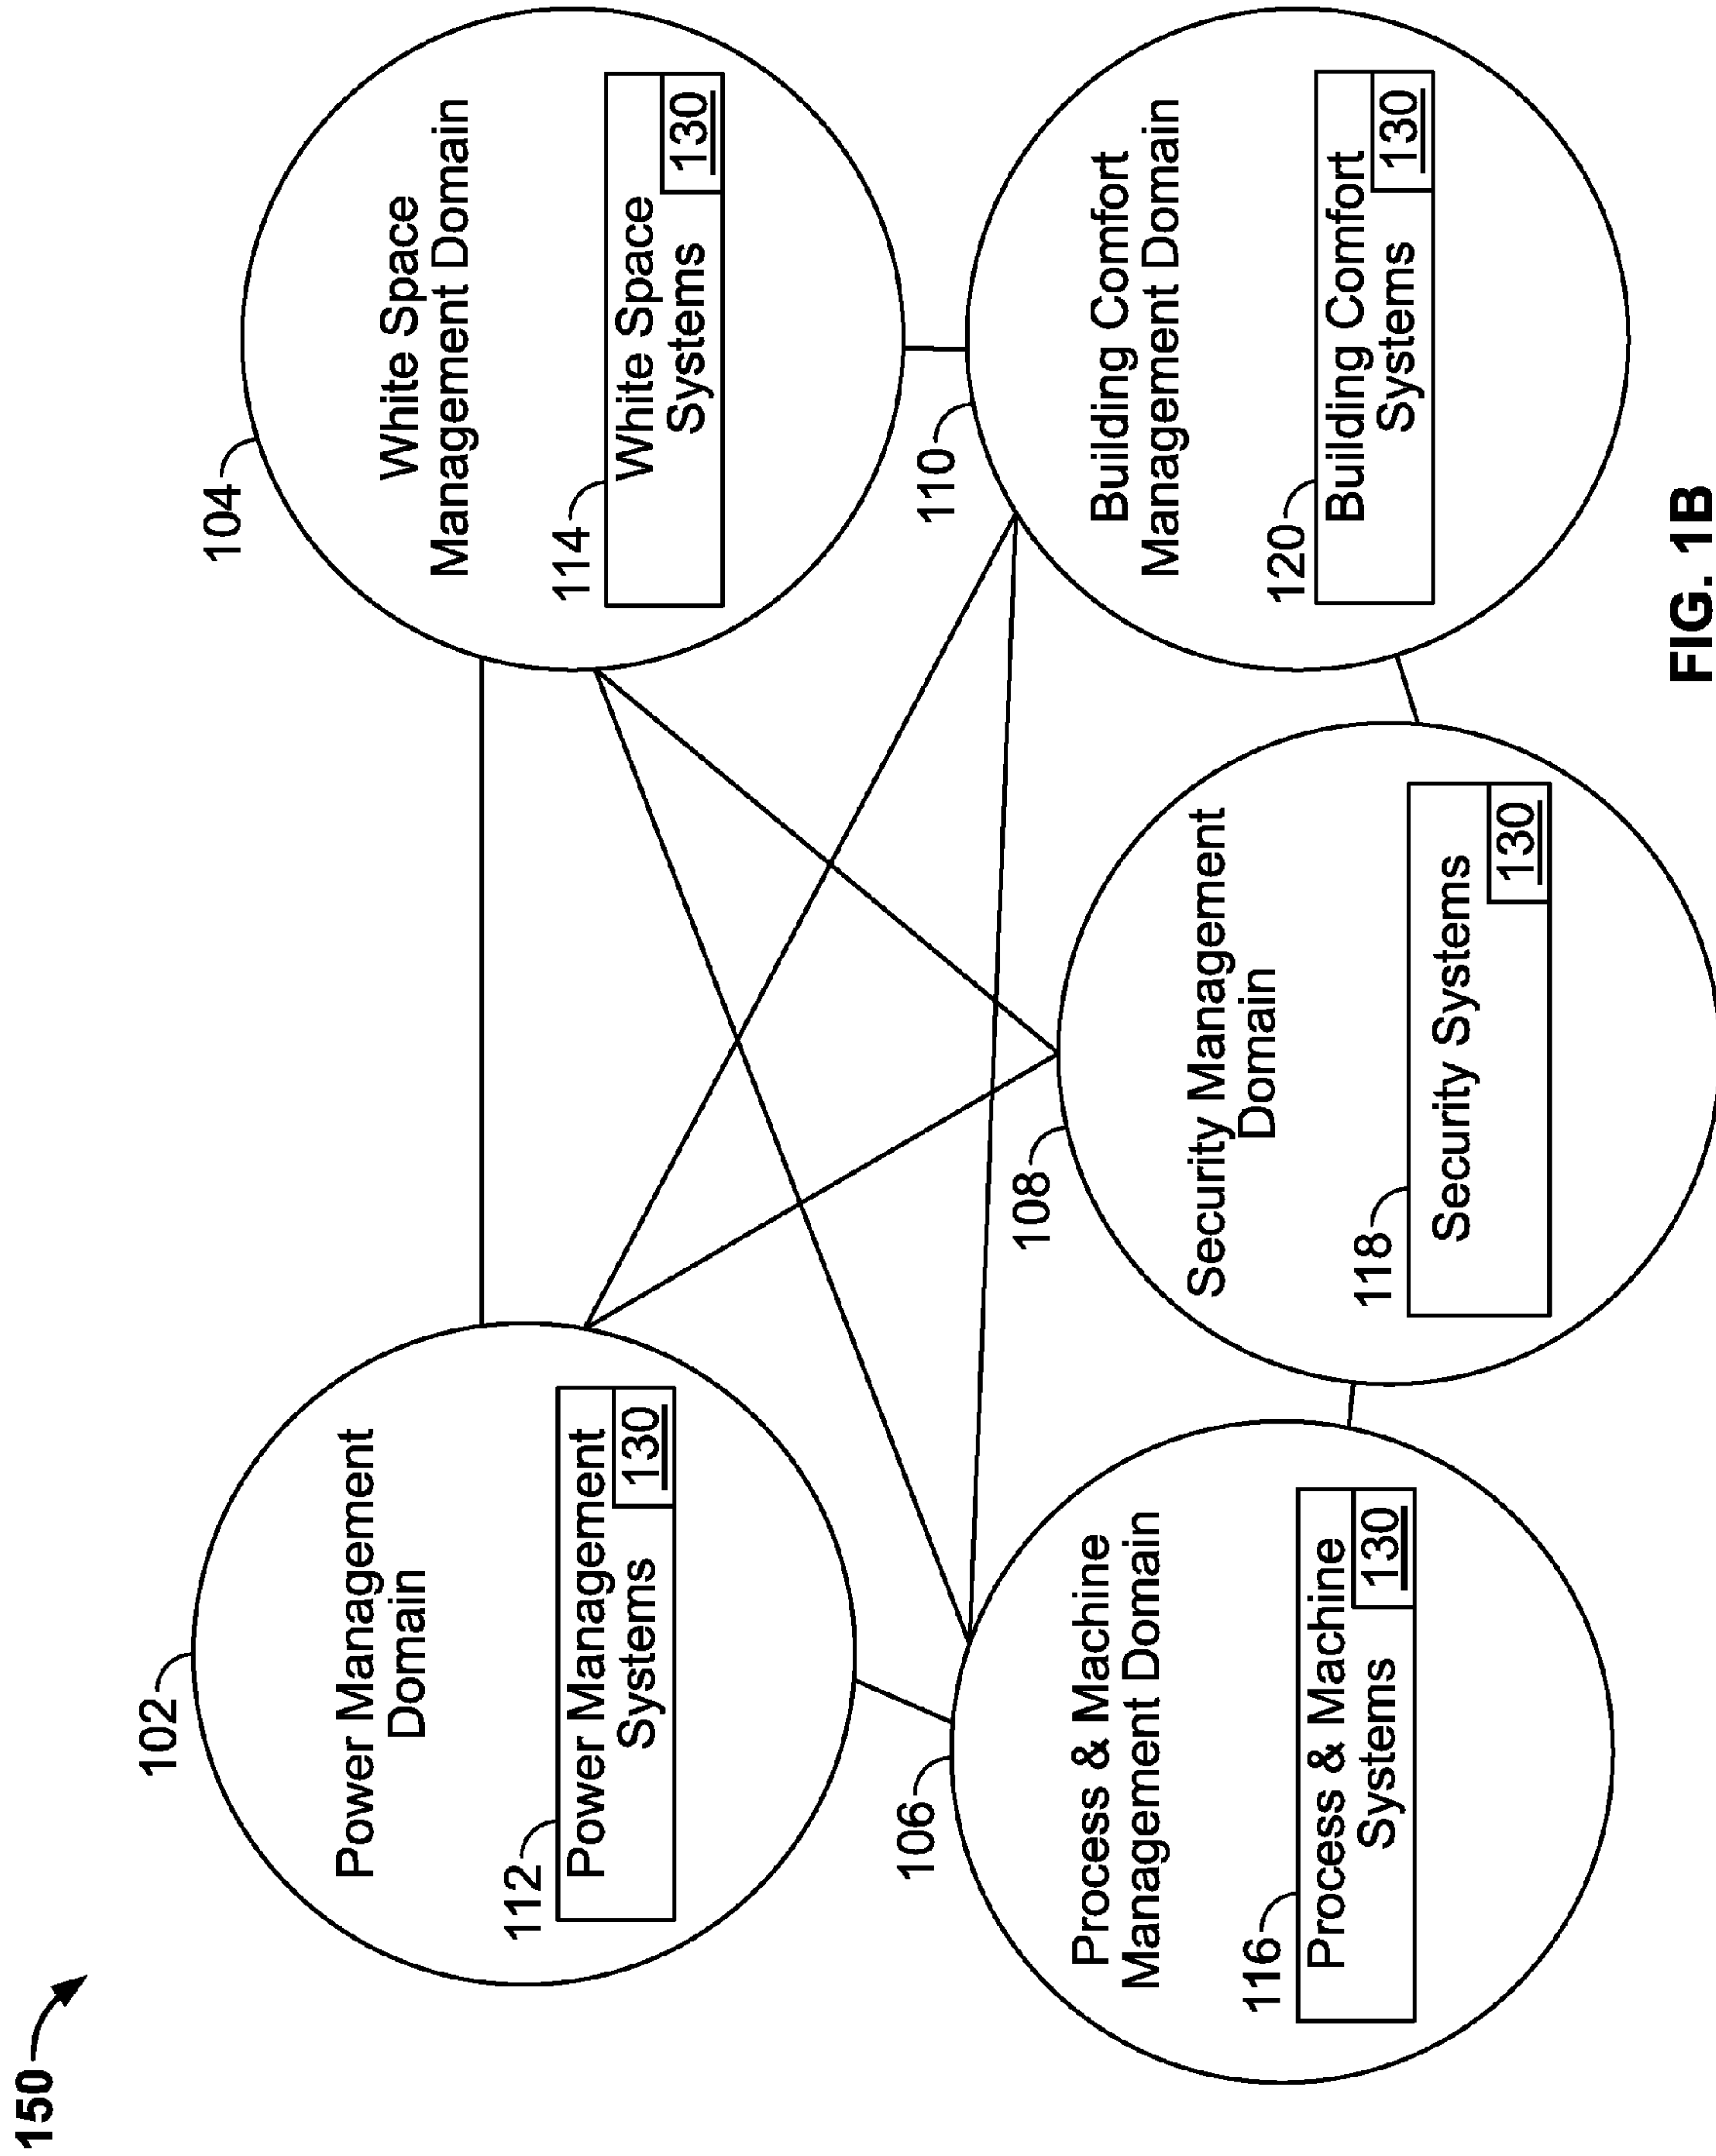 150
102
Power Management
Domain
112
Power Management
Systems
130
104
White Space
Management Domain
114
White Space
Systems
130
106
Process & Machine
Management Domain
116
Process & Machine
Systems
130
108
Security Management
Domain
118
Security Systems
130
110
Building Comfort
Management Domain
120
Building Comfort
Systems
130
FIG. 1B